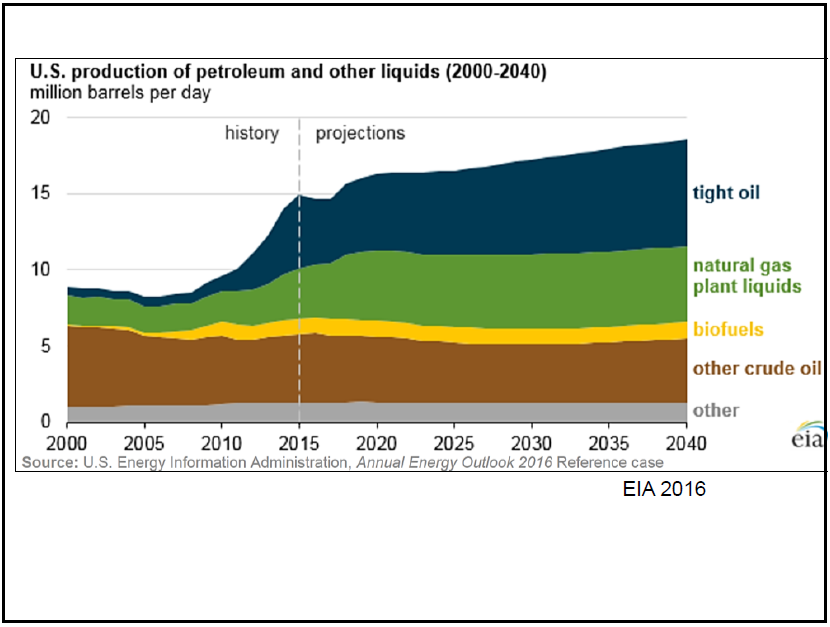 U.S. production of petroleum and other liquids (2000-2040)
million barrels per day
20
history
projections
15
tight oil
10
natural gas
plant liquids
biofuels
5
other crude oil
other
0
2000 2005 2010 2015 2020 2025 2030 2035 2040
eia
Source: U.S. Energy Information Administration, Annual Energy Outlook 2016 Reference case
EIA 2016